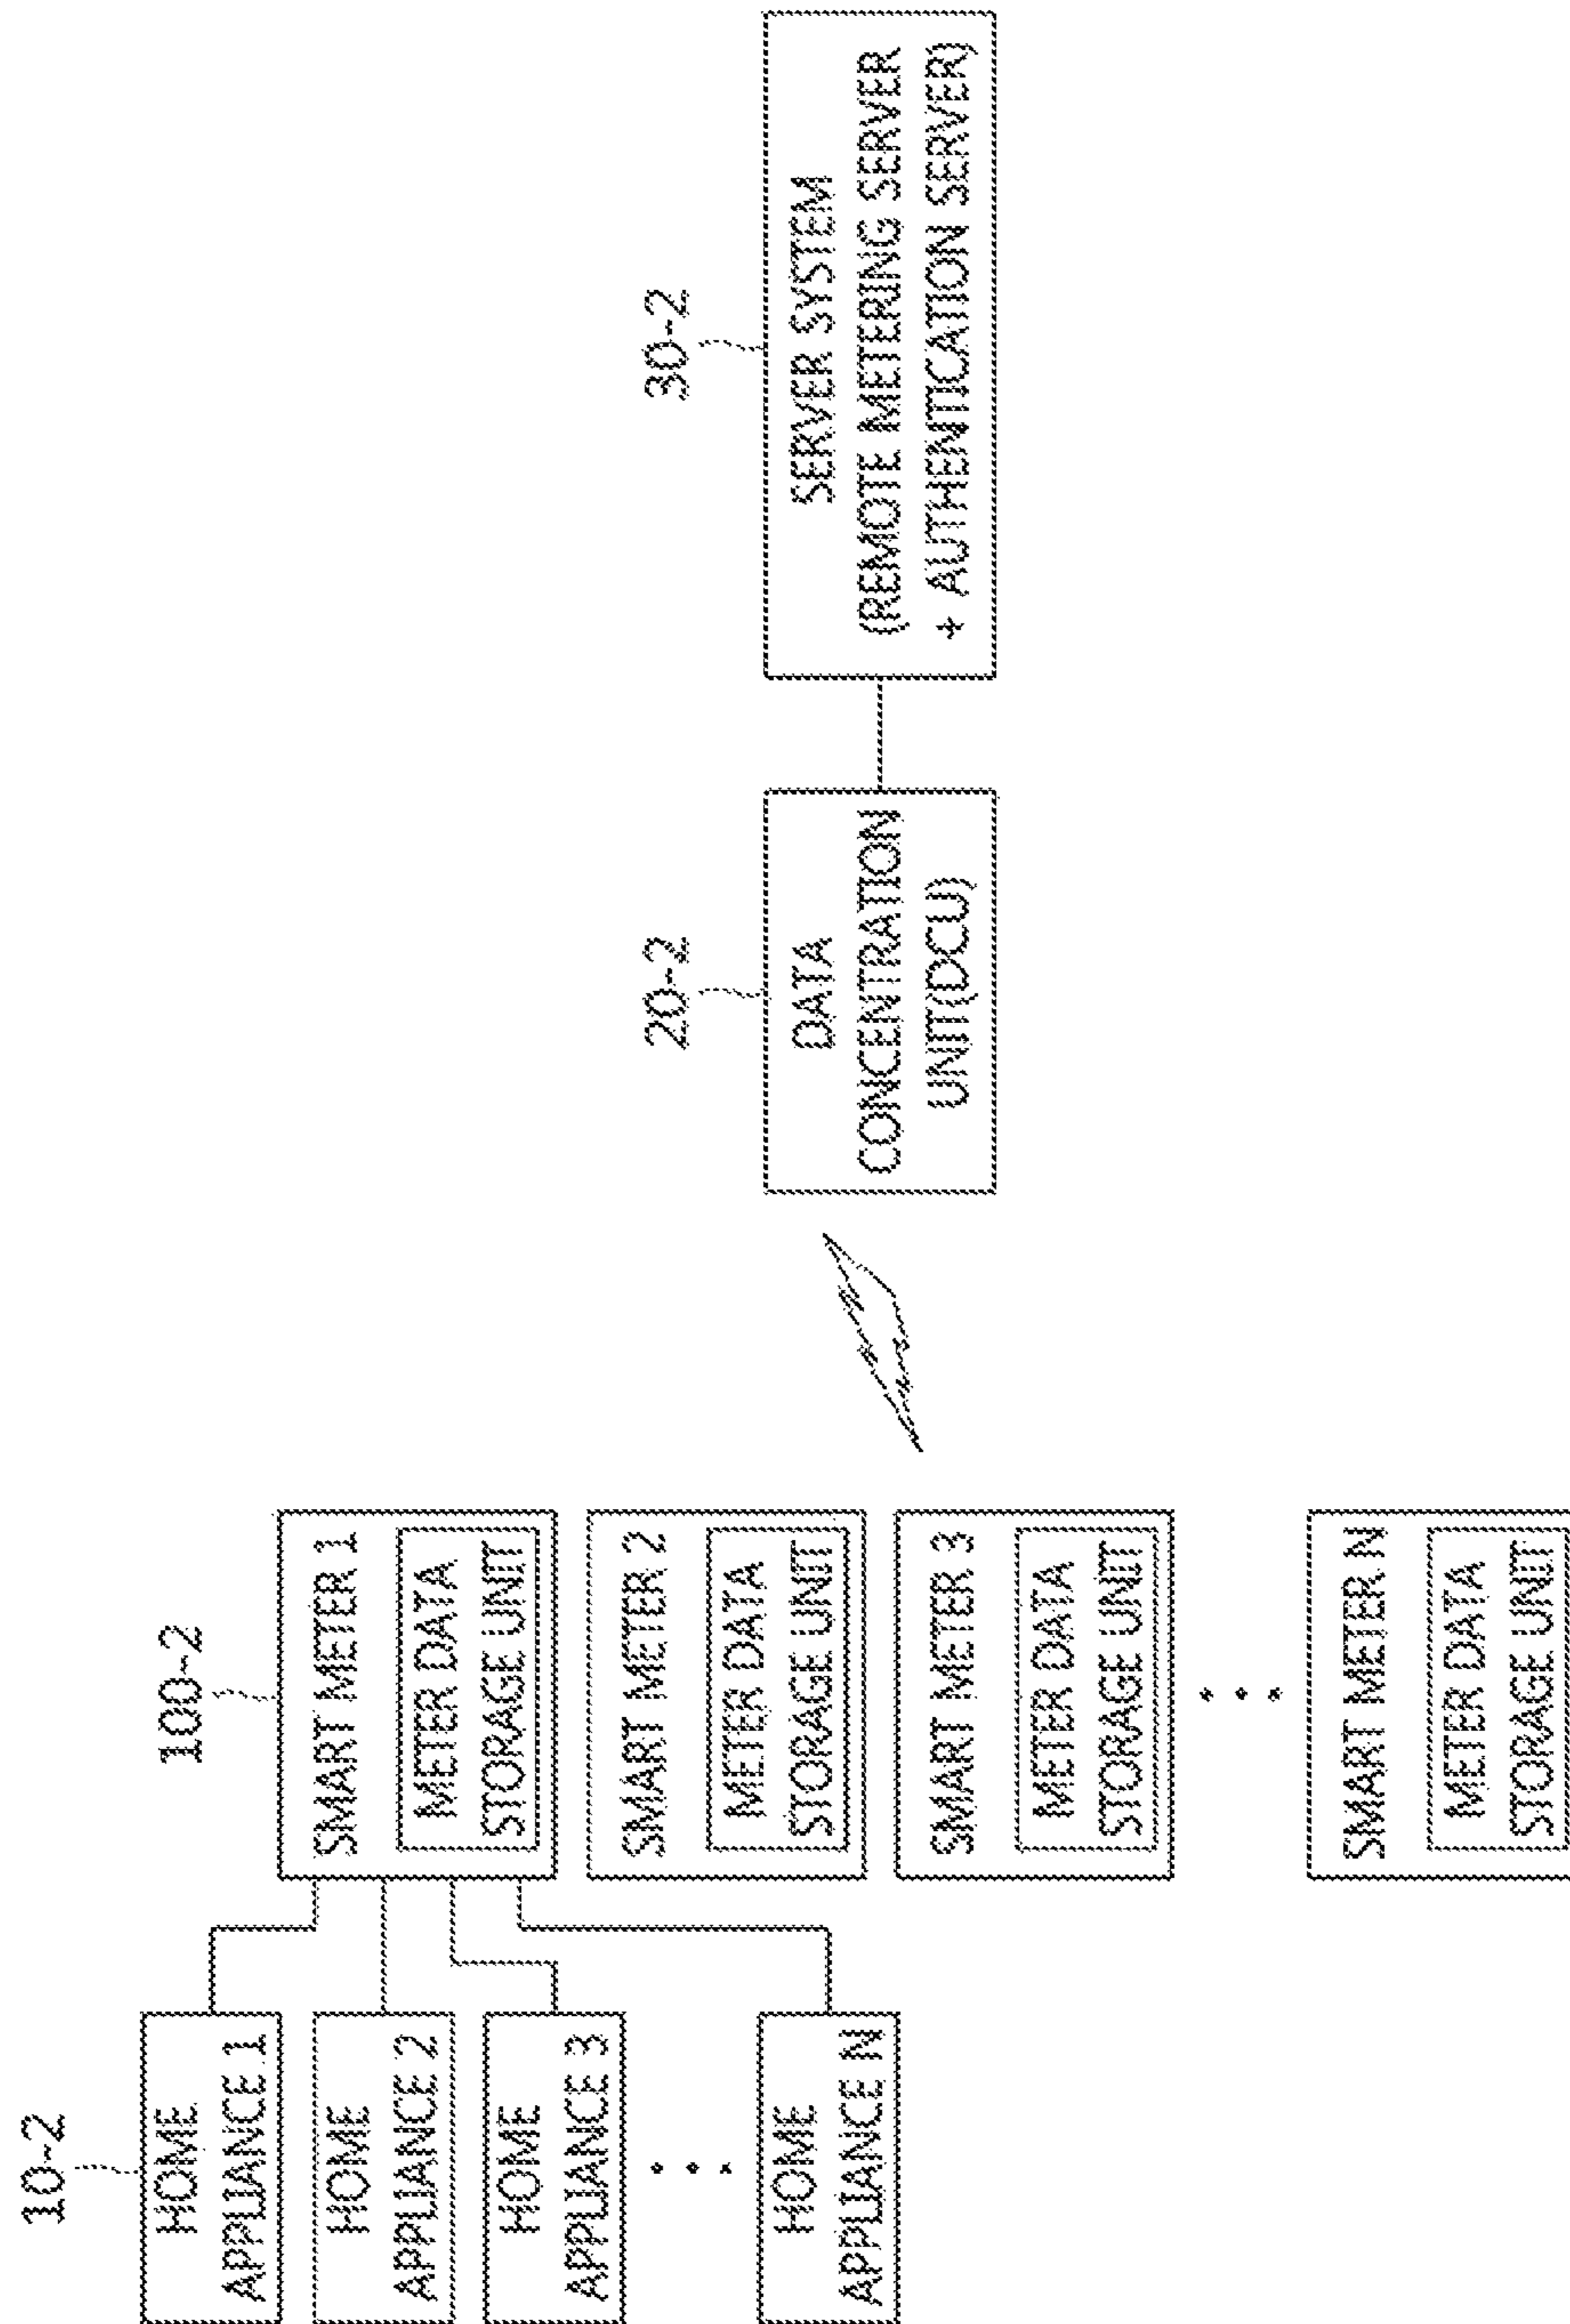 10-2
HOME
APPLIANCE 1
HOME
APPLIANCE 2
HOME
APPLIANCE 3
HOME
APPLIANCE N
100-2
SMART METER 1
METER DATA
STORAGE UNIT
SMART METER 2
METER DATA
STORAGE UNIT
SMART METER 3
METER DATA
STORAGE UNIT
SMART METER N
METER DATA
STORAGE UNIT
20-2
DATA
CONCENTRATION
UNIT(DCU)
30-2
SERVER SYSTEM
(REMOTE METERING SERVER
+ AUTHENTICATION SERVER)